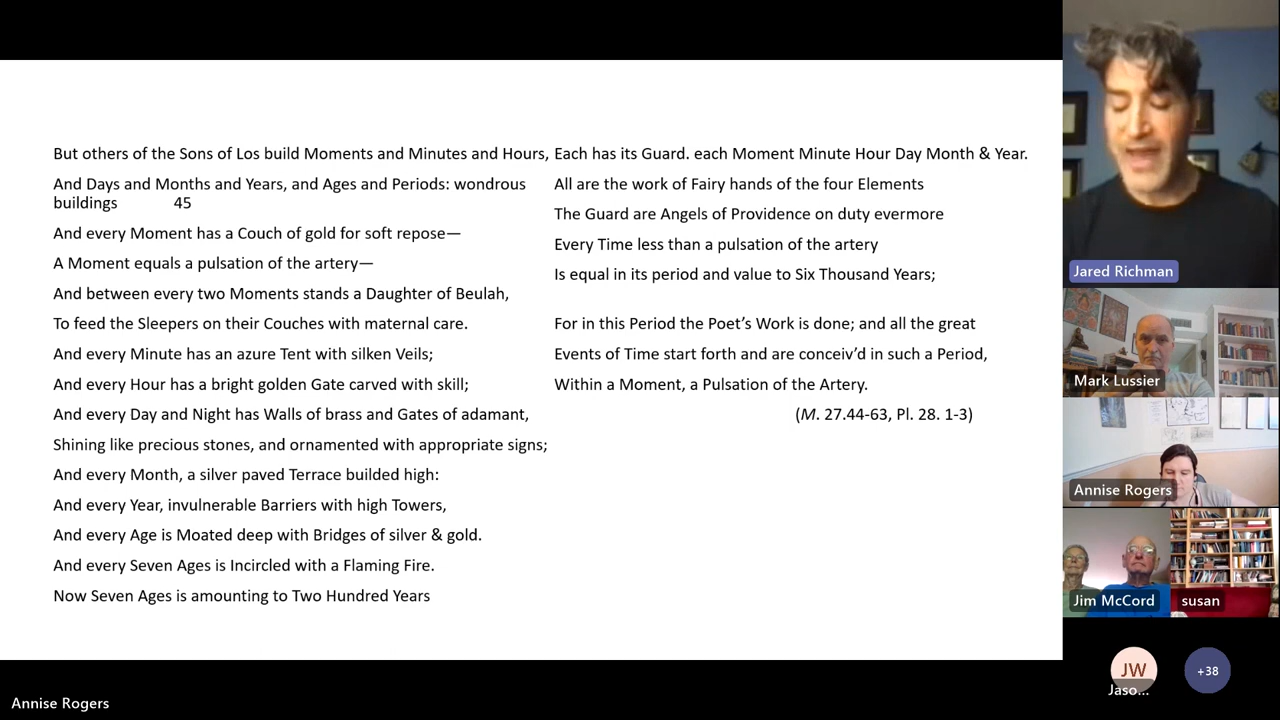 But others of the Sons of Los build Moments and Minutes and Hours,
And Days and Months and Years, and Ages and Periods: wondrous
buildings 45
And every Moment has a Couch of gold for soft repose—
A Moment equals a pulsation of the artery—
And between every two Moments stands a Daughter of Beulah,
To feed the Sleepers on their Couches with maternal care.
And every Minute has an azure Tent with silken Veils;
And every Hour has a bright golden Gate carved with skill;
And every Day and Night has Walls of brass and Gates of adamant,
Shining like precious stones, and ornamented with appropriate signs;
And every Month, a silver paved Terrace builded high:
And every Year, invulnerable Barriers with high Towers,
And every Age is Moated deep with Bridges of silver & gold.
And every Seven Ages is Incircled with a Flaming Fire.
Now Seven Ages is amounting to Two Hundred Years
Each has its Guard. each Moment Minute Hour Day Month & Year.
All are the work of Fairy hands of the four Elements
The Guard are Angels of Providence on duty evermore
Every Time less than a pulsation of the artery
Is equal in its period and value to Six Thousand Years;
For in this Period the Poet’s Work is done; and all the great
Events of Time start forth and are conceiv’d in such a Period,
Within a Moment, a Pulsation of the Artery.
(M. 27.44-63, Pl. 28. 1-3)
Jared Richman
Mark Lussier
Annise Rogers
Jim McCord
susan
JW
Jaso...
+38
Annise Rogers